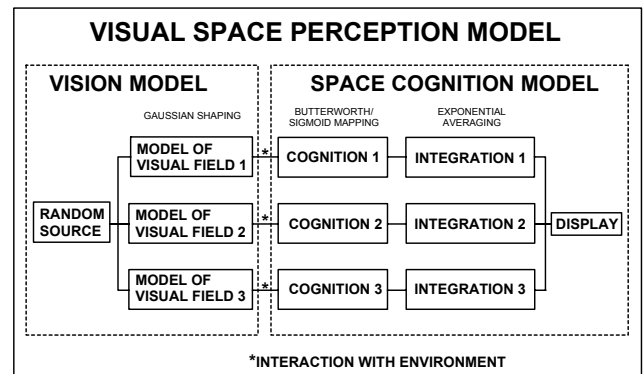 VISUAL SPACE PERCEPTION MODEL
VISION MODEL
SPACE COGNITION MODEL
GAUSSIAN SHAPING
BUTTERWORTH/
SIGMOID MAPPING
EXPONENTIAL
AVERAGING
MODEL OF
VISUAL FIELD 1
*
COGNITION 1
INTEGRATION 1
RANDOM
SOURCE
MODEL OF
VISUAL FIELD 2
*
COGNITION 2
INTEGRATION 2
DISPLAY
MODEL OF
VISUAL FIELD 3
*
COGNITION 3
INTEGRATION 3
*INTERACTION WITH ENVIRONMENT